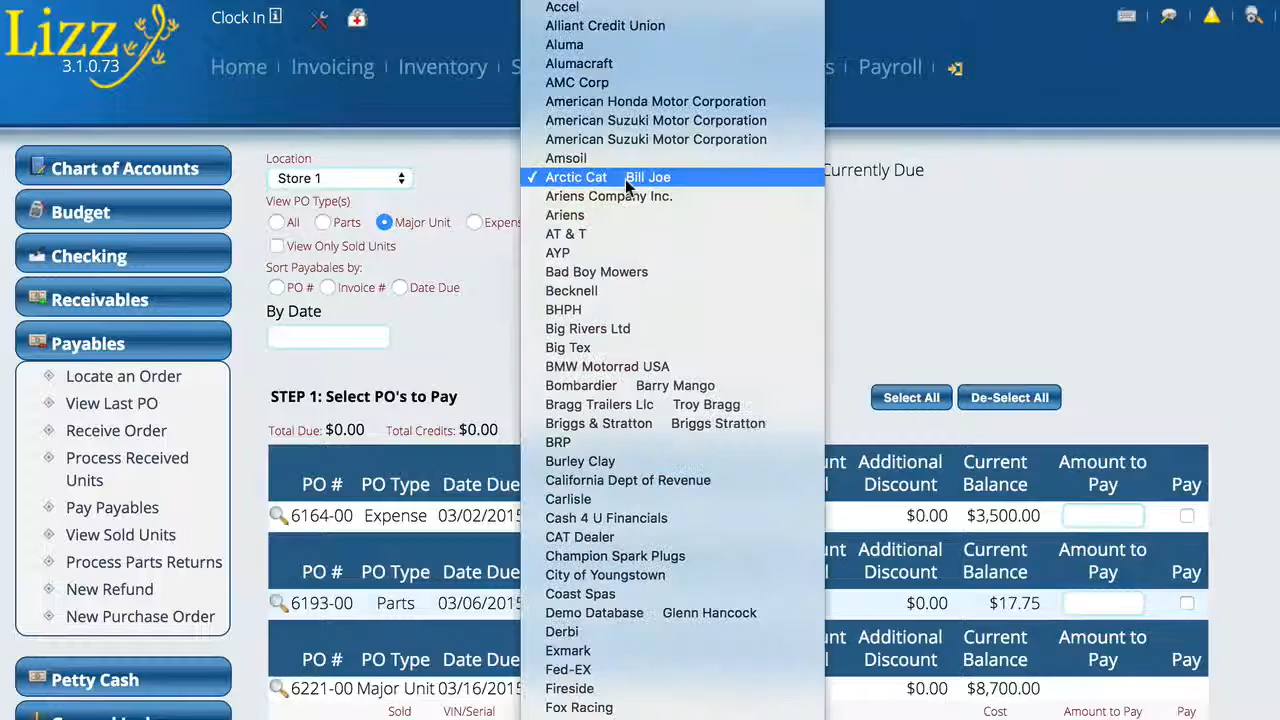 Lizz
3.1.0.73
Clock In
Home
Invoicing
Inventory
S
s
Payroll
Chart of Accounts
Budget
Checking
Receivables
Payables
Locate an Order
View Last PO
Receive Order
Process Received
Units
Pay Payables
View Sold Units
Process Parts Returns
New Refund
New Purchase Order
Petty Cash
Location
Store 1
View PO Type(s)
All
Parts
Major Unit
Expens
View Only Sold Units
Sort Payabales by:
PO #
Invoice #
Date Due
By Date
STEP 1: Select PO's to Pay
Total Due: $0.00 Total Credits: $0.00
Accel
Alliant Credit Union
Aluma
Alumacraft
AMC Corp
American Honda Motor Corporation
American Suzuki Motor Corporation
American Suzuki Motor Corporation
Amsoil
✓ Arctic Cat Bill Joe
Ariens Company Inc.
Ariens
AT & T
AYP
Bad Boy Mowers
Becknell
BHPH
Big Rivers Ltd
Big Tex
BMW Motorrad USA
Bombardier Barry Mango
Bragg Trailers Llc Troy Bragg
Briggs & Stratton Briggs Stratton
BRP
Burley Clay
California Dept of Revenue
Carlisle
Cash 4 U Financials
CAT Dealer
Champion Spark Plugs
City of Youngstown
Coast Spas
Demo Database Glenn Hancock
Derbi
Exmark
Fed-EX
Fireside
Fox Racing
Currently Due
Select All
De-Select All
PO # PO Type Date Due
unt Additional Discount Current Balance Amount to Pay Pay
6164-00 Expense 03/02/2015 $0.00 $3,500.00
PO # PO Type Date Due
unt Additional Discount Current Balance Amount to Pay Pay
6193-00 Parts 03/06/2015 $0.00 $17.75
PO # PO Type Date Due
unt Additional Discount Current Balance Amount to Pay Pay
6221-00 Major Unit 03/16/2015 $0.00 $8,700.00
Sold VIN/Serial Cost Amount to Pay Pay